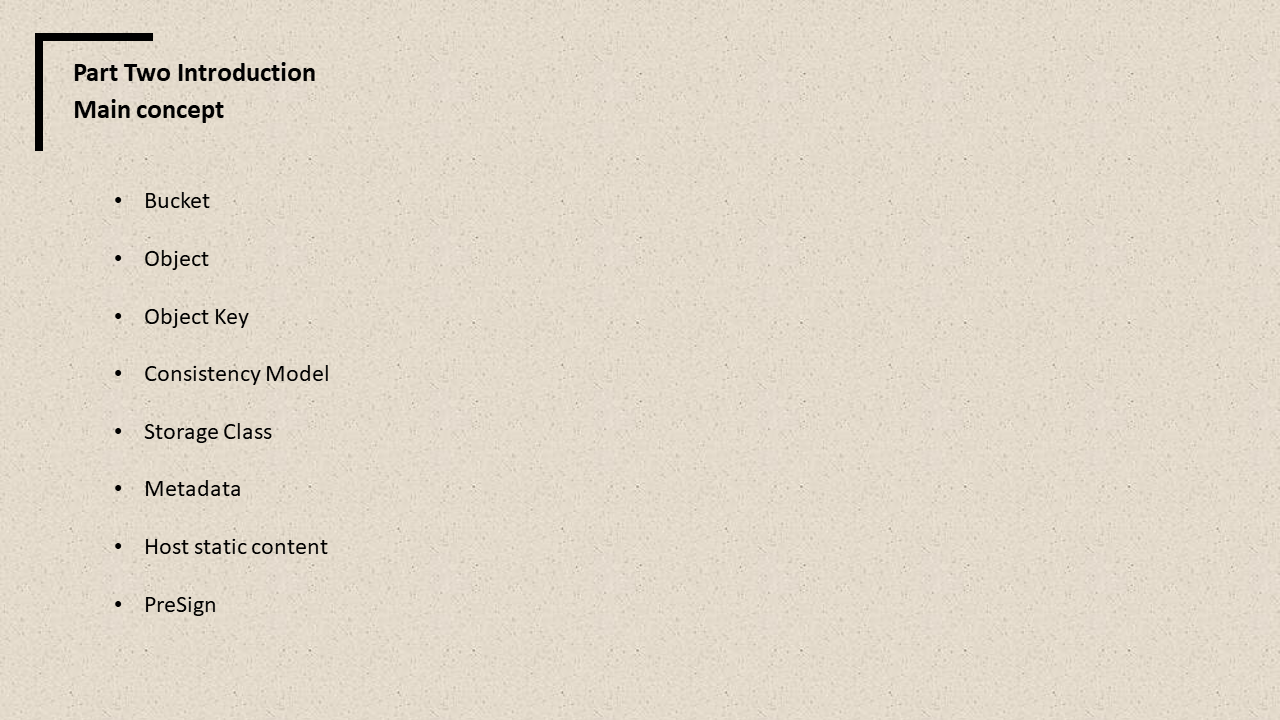 Part Two Introduction
Main concept
• Bucket
• Object
• Object Key
• Consistency Model
• Storage Class
• Metadata
• Host static content
• PreSign